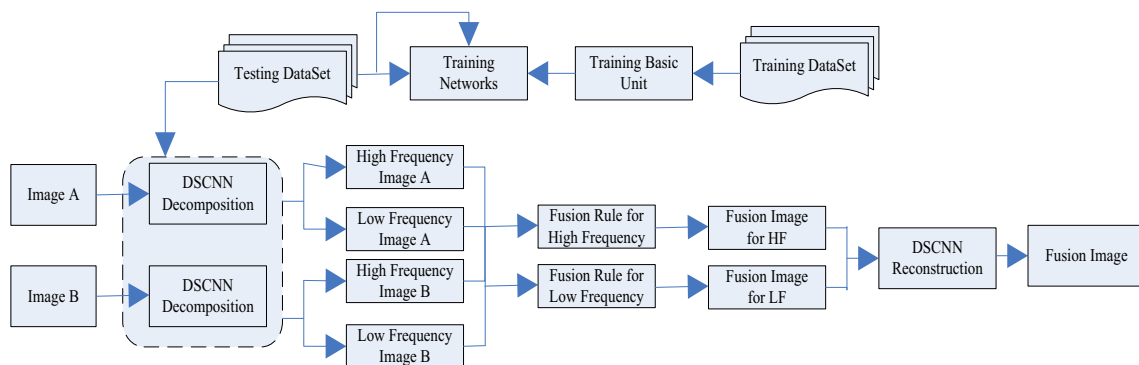 Testing DataSet
Training
Networks
Training Basic
Unit
Training DataSet
Image A
DSCNN
Decomposition
High Frequency
Image A
Low Frequency
Image A
Image B
DSCNN
Decomposition
High Frequency
Image B
Low Frequency
Image B
Fusion Rule for
High Frequency
Fusion Rule for
Low Frequency
Fusion Image
for HF
Fusion Image
for LF
DSCNN
Reconstruction
Fusion Image